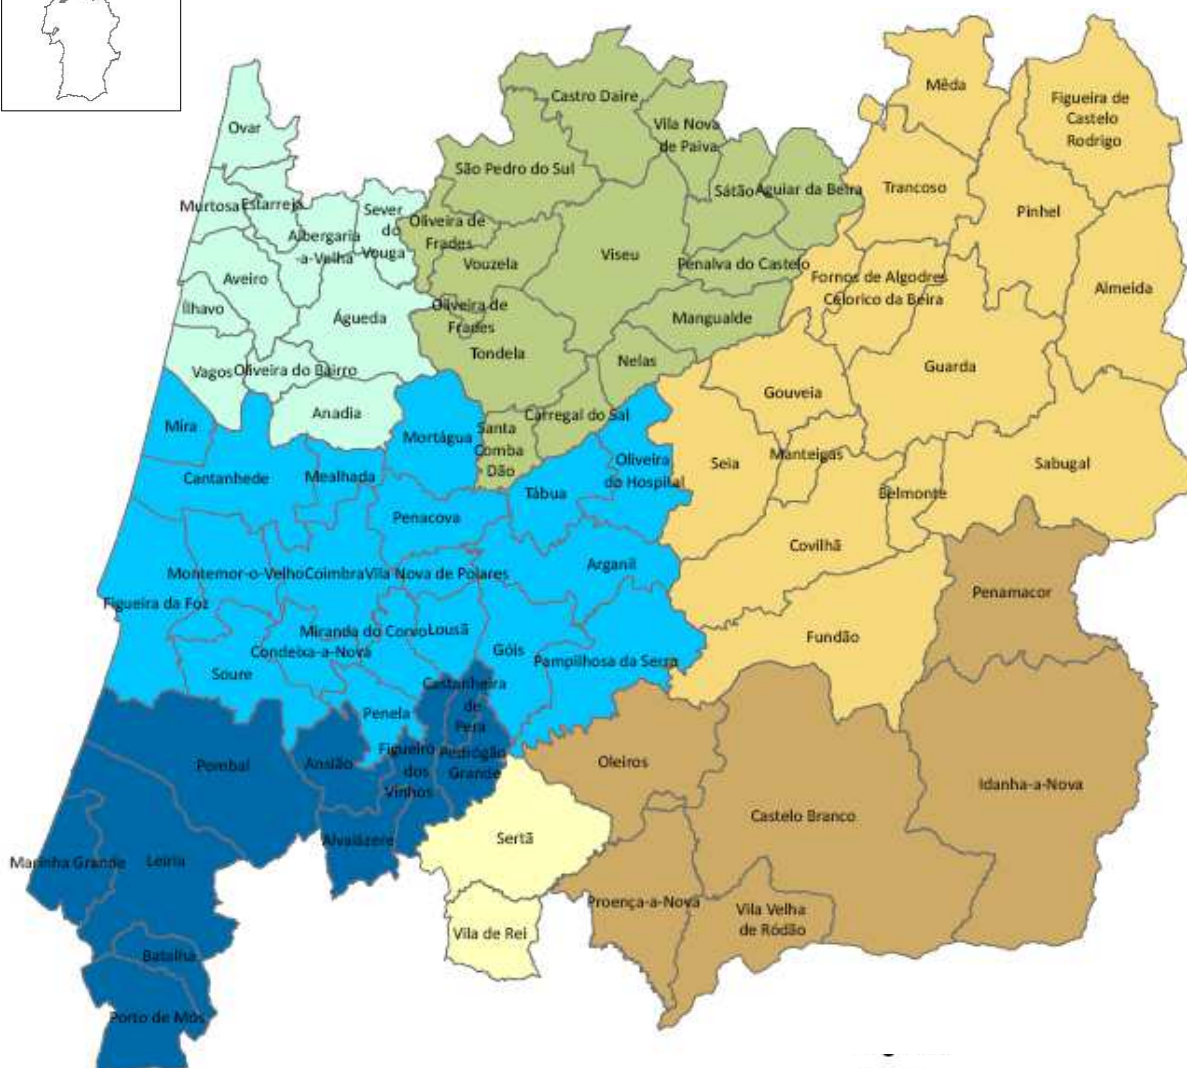 Mêda
Figueira de
Castelo
Rodrigo
Castro Daire
Ovar
Vila Nova
de Paiva
São Pedro do Sul
Sátão
Aguiar da Beira
Trancoso
Murtosa
Estarreja
Sever
do
Vouga
Pinhel
Albergaria
-a-Velha
Oliveira de
Frades
Viseu
Vouzela
Penalva do Castelo
Aveiro
Fornos de Algodres
Celorico da Beira
Almeida
Ílhavo
Águeda
Oliveira de
Frades
Mangualde
Tondela
Nelas
Guarda
Vagos
Oliveira do Bairro
Gouveia
Anadia
Carregal do Sal
Mira
Mortágua
Santa
Comba
Dão
Manteigas
Oliveira
do Hospital
Seia
Sabugal
Cantanhede
Mealhada
Tábua
Belmonte
Penacova
Covilhã
Arganil
Montemor-o-Velho
Coimbra
Vila Nova de Poiares
Penamacor
Figueira da Foz
Miranda do Corvo
Lousã
Fundão
Condeixa-a-Nova
Góis
Pampilhosa da Serra
Soure
Castanheira
de
Pera
Penela
Figueiró
dos
Vinhos
Pedrógão
Grande
Pombal
Ansião
Oleiros
Idanha-a-Nova
Castelo Branco
Sertã
Alvaiázere
Marinha Grande
Leiria
Proença-a-Nova
Vila Velha
de Ródão
Vila de Rei
Batalha
Porto de Mós